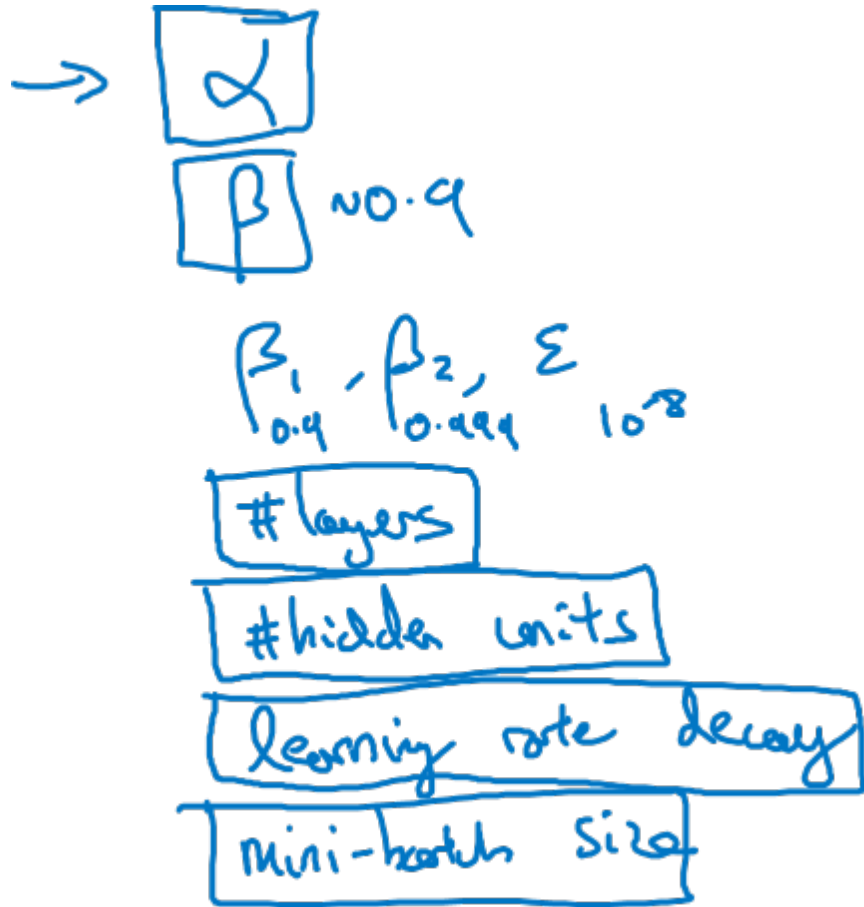 → α
β ~0.9
β₁, β₂, ε
0.9 0.999 10⁻⁸
#layers
#hidden units
learning rate decay
mini-batch size